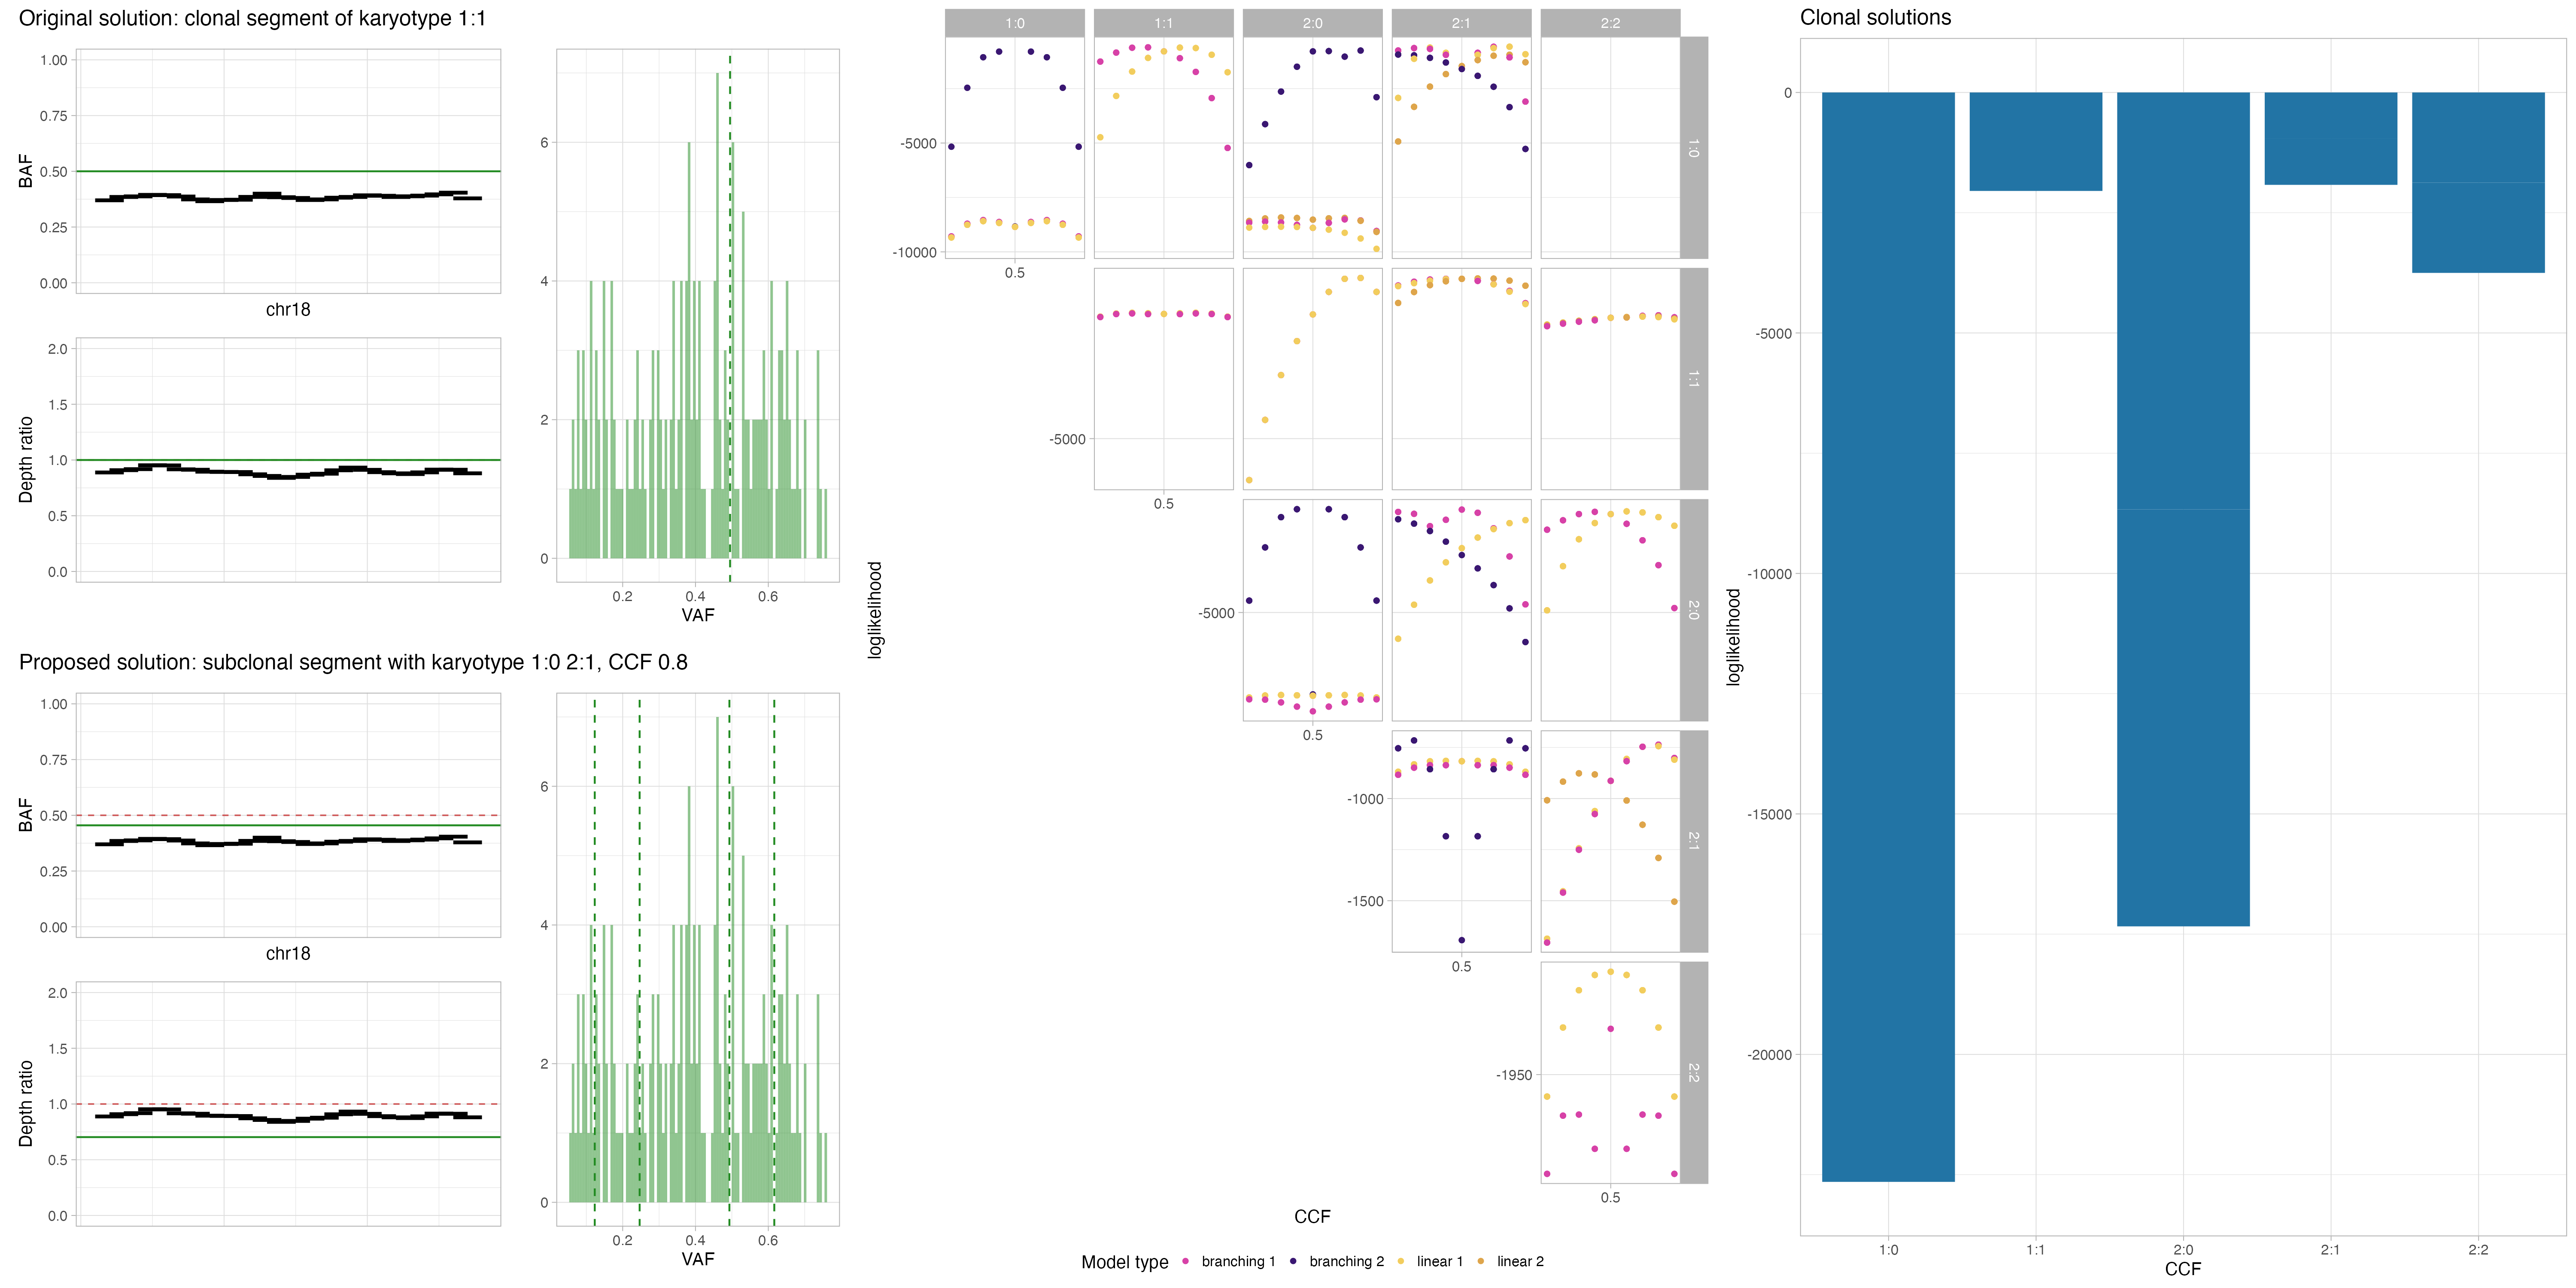 Original solution: clonal segment of karyotype 1:1
1.00
0.75
0.50
0.25
0.00
BAF
chr18
2.0
1.5
1.0
0.5
0.0
Depth ratio
6
4
2
0
0.2 0.4 0.6
VAF
Proposed solution: subclonal segment with karyotype 1:0 2:1, CCF 0.8
1.00
0.75
0.50
0.25
0.00
BAF
chr18
2.0
1.5
1.0
0.5
0.0
Depth ratio
6
4
2
0
0.2 0.4 0.6
VAF
loglikelihood
1:0 1:1 2:0 2:1 2:2
-5000
-10000
1:0
0.5
-5000
1:1
0.5
-5000
2:0
0.5
-1000
-1500
2:1
0.5
-1950
2:2
0.5
CCF
Model type branching 1 branching 2 linear 1 linear 2
Clonal solutions
0
-5000
-10000
-15000
-20000
loglikelihood
1:0 1:1 2:0 2:1 2:2
CCF